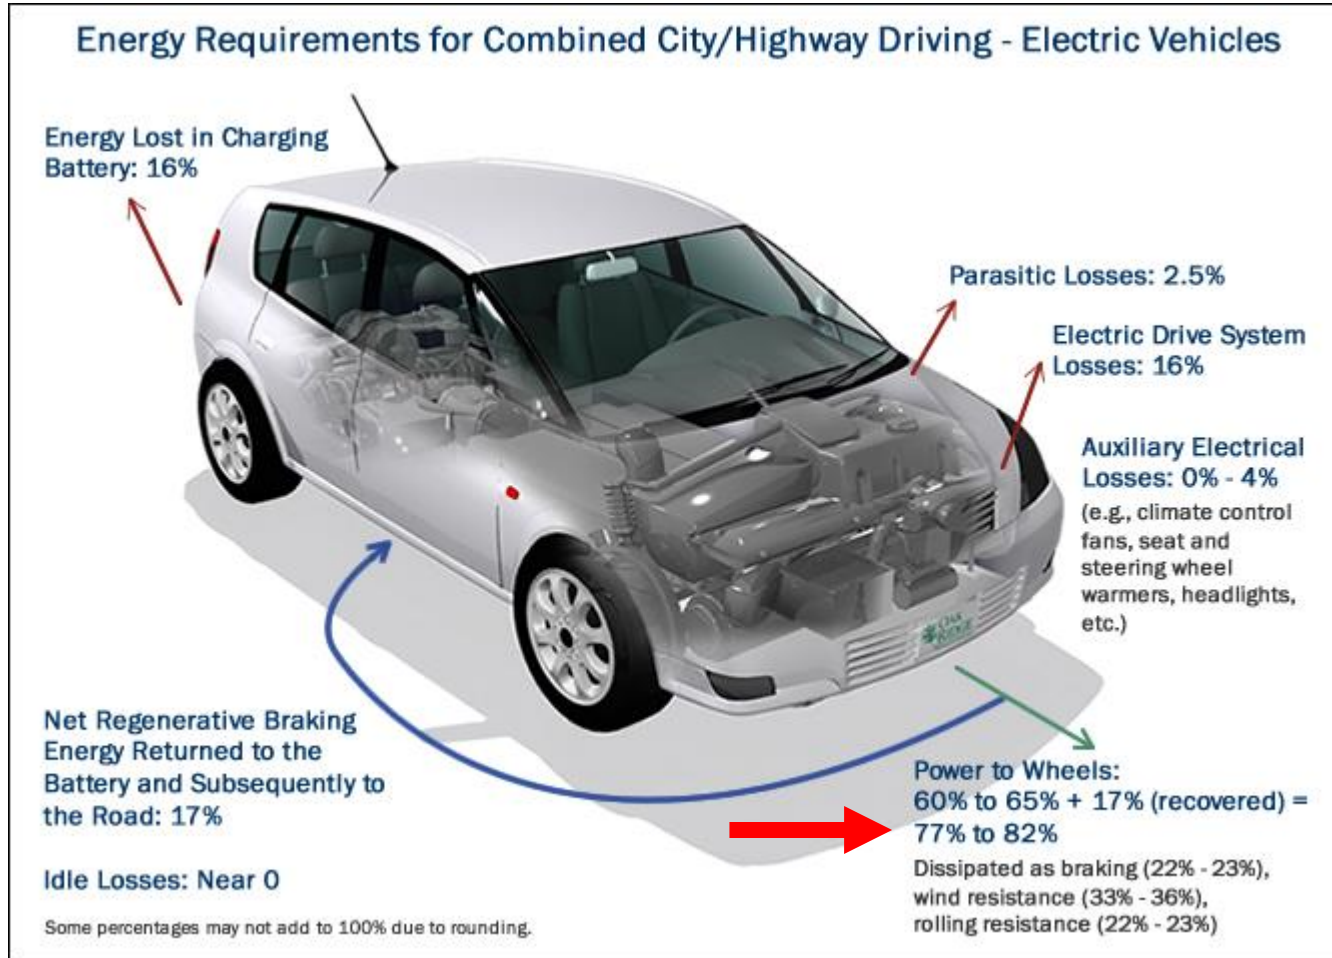 Energy Requirements for Combined City/Highway Driving - Electric Vehicles
Energy Lost in Charging
Battery: 16%
Parasitic Losses: 2.5%
Electric Drive System
Losses: 16%
Auxiliary Electrical
Losses: 0% - 4%
(e.g., climate control
fans, seat and
steering wheel
warmers, headlights,
etc.)
OAK
RIDGE
Net Regenerative Braking
Energy Returned to the
Battery and Subsequently to
the Road: 17%
Idle Losses: Near 0
Some percentages may not add to 100% due to rounding.
Power to Wheels:
60% to 65% + 17% (recovered) =
77% to 82%
Dissipated as braking (22% - 23%),
wind resistance (33% - 36%),
rolling resistance (22% - 23%)